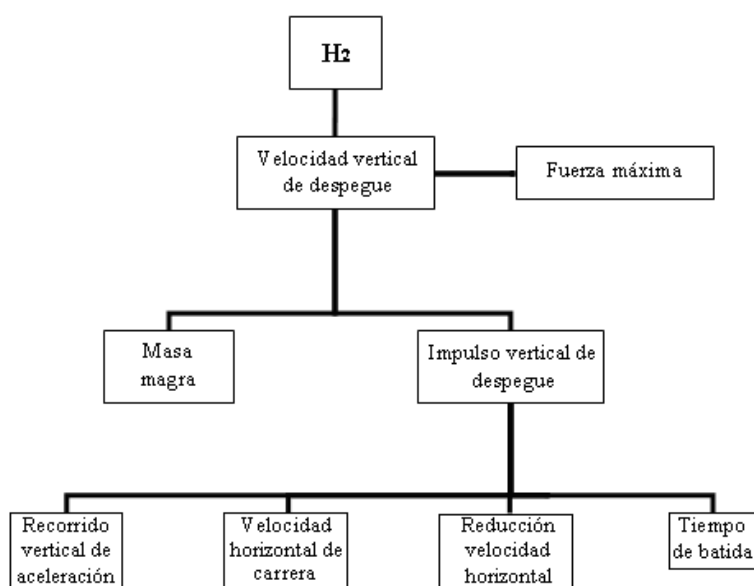 H2
Velocidad vertical
de despegue
Fuerza máxima
Masa
magra
Impulso vertical de
despegue
Recorrido
vertical de
aceleración
Velocidad
horizontal de
carrera
Reducción
velocidad
horizontal
Tiempo
de batida